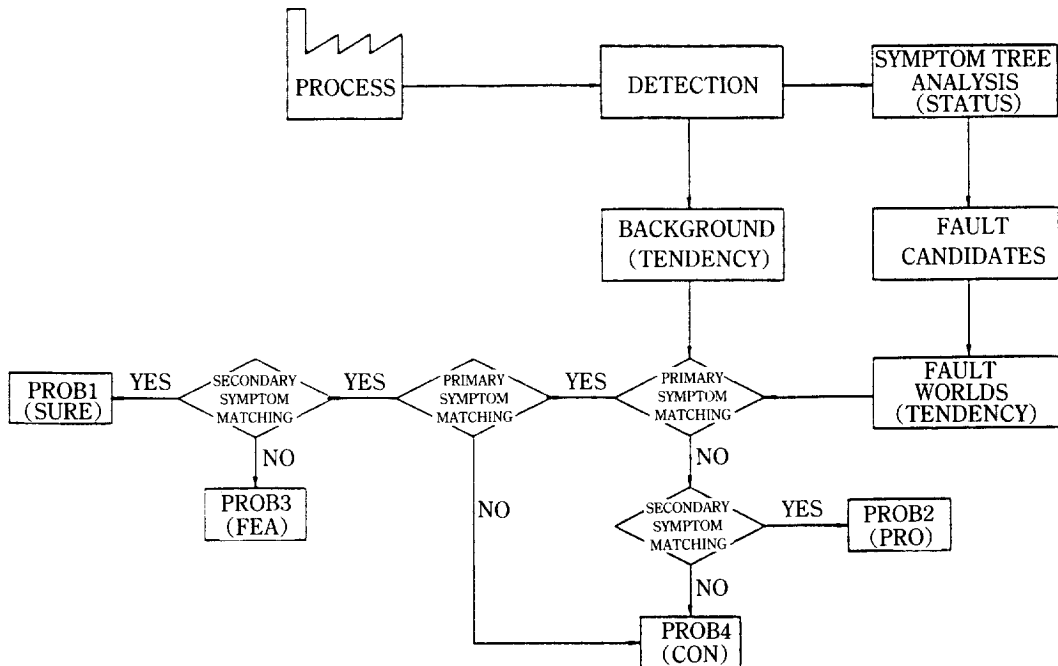 PROCESS
DETECTION
SYMPTOM TREE
ANALYSIS
(STATUS)
BACKGROUND
(TENDENCY)
FAULT
CANDIDATES
PROB1
(SURE)
YES
SECONDARY
SYMPTOM
MATCHING
YES
PRIMARY
SYMPTOM
MATCHING
YES
PRIMARY
SYMPTOM
MATCHING
FAULT
WORLDS
(TENDENCY)
NO
PROB3
(FEA)
NO
NO
SECONDARY
SYMPTOM
MATCHING
YES
PROB2
(PRO)
NO
PROB4
(CON)